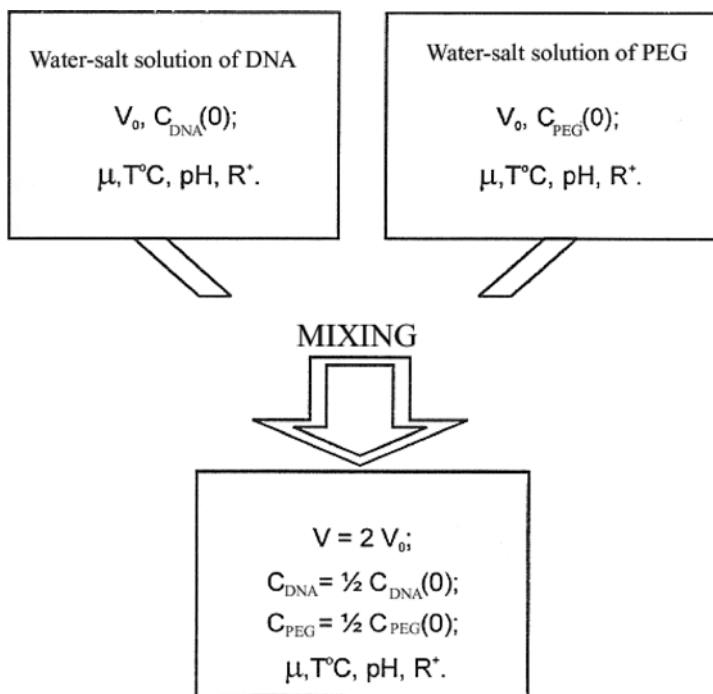 Water-salt solution of DNA
V₀, C_DNA(0);
μ,T°C, pH, R⁺.
Water-salt solution of PEG
V₀, C_PEG(0);
μ,T°C, pH, R⁺.
MIXING
V = 2 V₀;
C_DNA = ½ C_DNA(0);
C_PEG = ½ C_PEG(0);
μ,T°C, pH, R⁺.